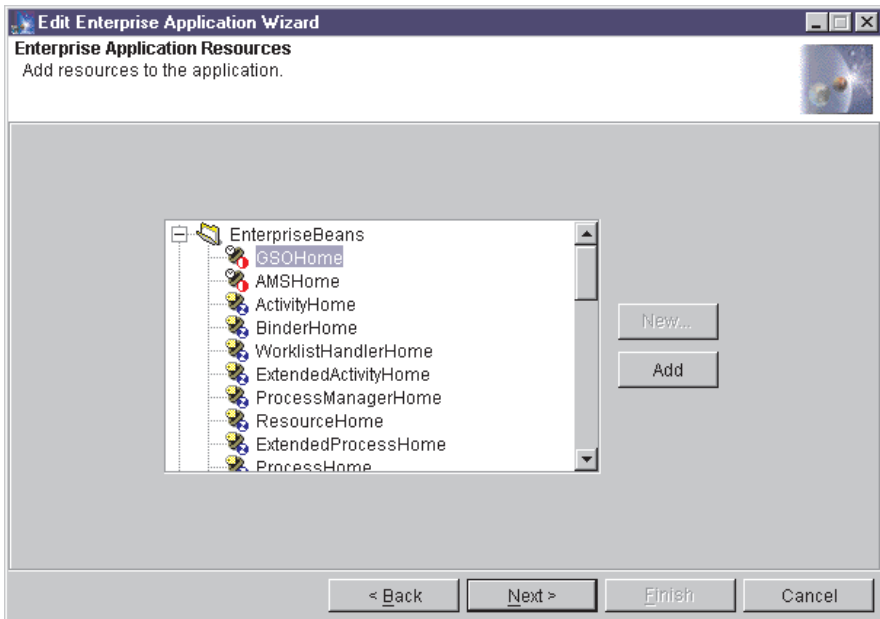 Edit Enterprise Application Wizard
Enterprise Application Resources
Add resources to the application.
EnterpriseBeans
GSOHome
AMSHome
ActivityHome
BinderHome
WorklistHandlerHome
ExtendedActivityHome
ProcessManagerHome
ResourceHome
ExtendedProcessHome
ProcessHome
New...
Add
< Back
Next >
Finish
Cancel